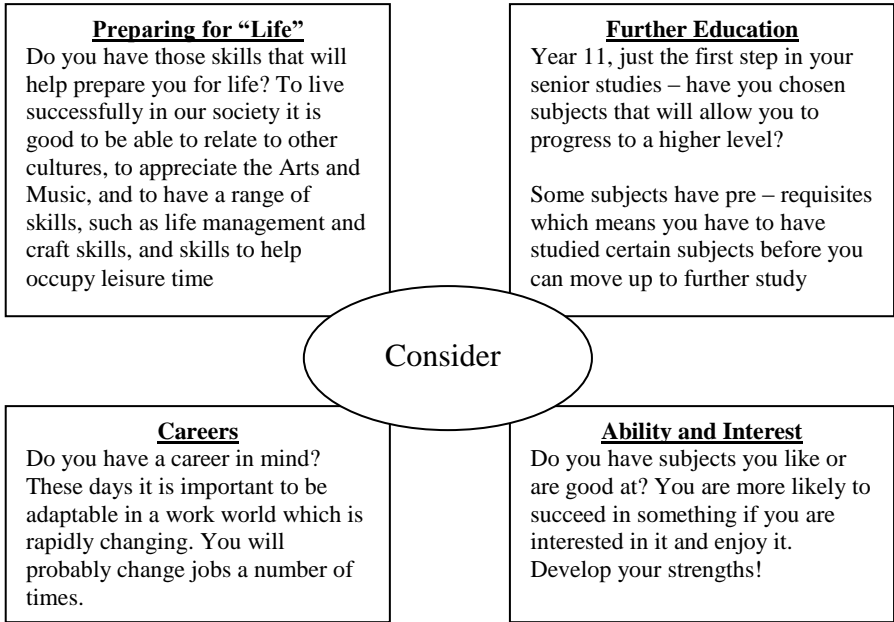 Preparing for “Life”
Do you have those skills that will
help prepare you for life? To live
successfully in our society it is
good to be able to relate to other
cultures, to appreciate the Arts and
Music, and to have a range of
skills, such as life management and
craft skills, and skills to help
occupy leisure time
Further Education
Year 11, just the first step in your
senior studies – have you chosen
subjects that will allow you to
progress to a higher level?
Some subjects have pre – requisites
which means you have to have
studied certain subjects before you
can move up to further study
Consider
Careers
Do you have a career in mind?
These days it is important to be
adaptable in a work world which is
rapidly changing. You will
probably change jobs a number of
times.
Ability and Interest
Do you have subjects you like or
are good at? You are more likely to
succeed in something if you are
interested in it and enjoy it.
Develop your strengths!